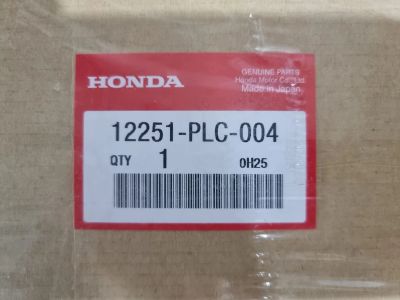 HONDA
GENUINE PARTS
Honda Motor Co., Ltd.
Made in Japan
12251-PLC-004
QTY 1 0H25